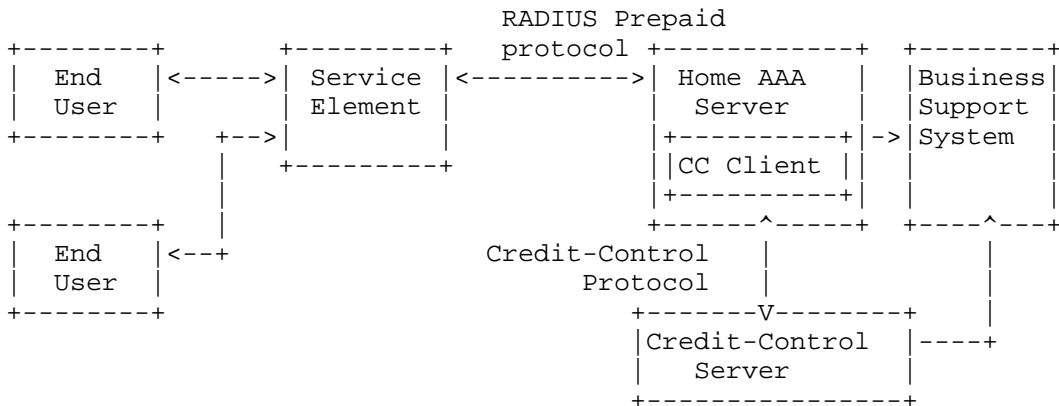 RADIUS Prepaid
protocol
End
User
Service
Element
Home AAA
Server
Business
Support
System
CC Client
End
User
Credit-Control
Protocol
Credit-Control
Server